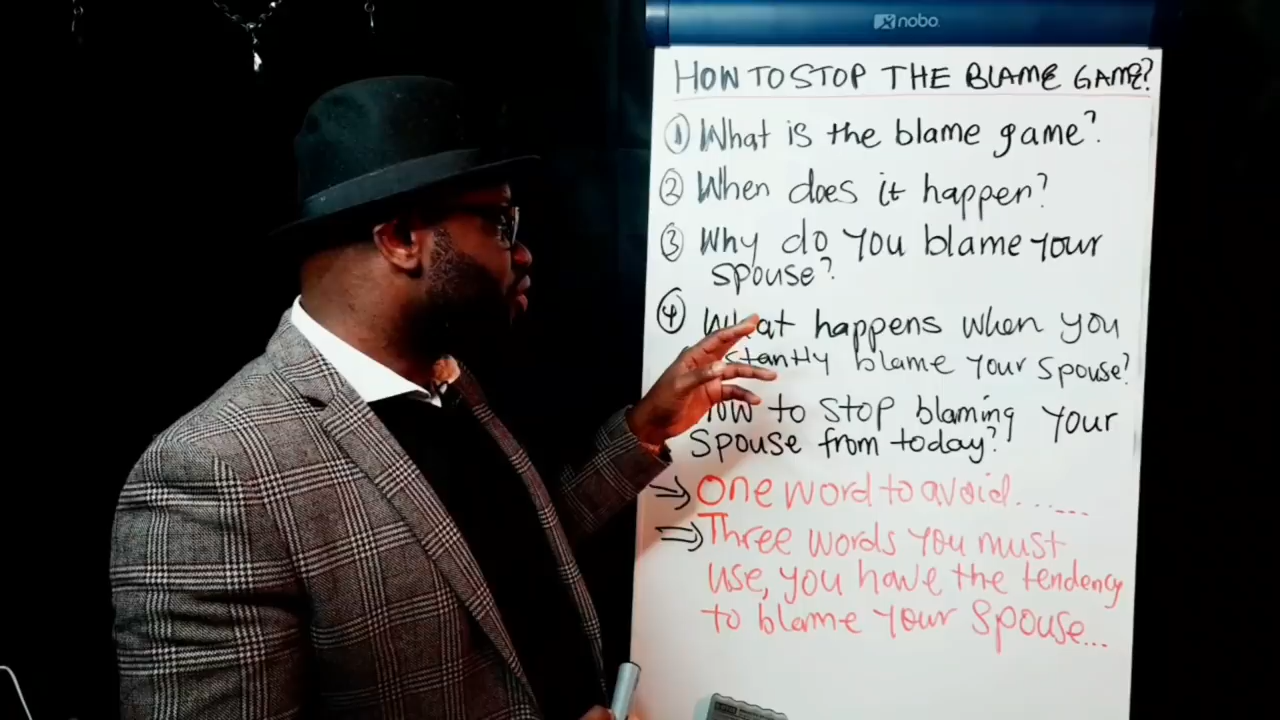 nobo
HOW TO STOP THE BLAME GAME?
① What is the blame game?
② When does it happen?
③ Why do you blame your
spouse?
④ What happens when you
blame your spouse?
to stop blaming your
spouse from today?
⇒ One word to avoid.......
⇒ Three words you must
use, you have the tendency
to blame your spouse...